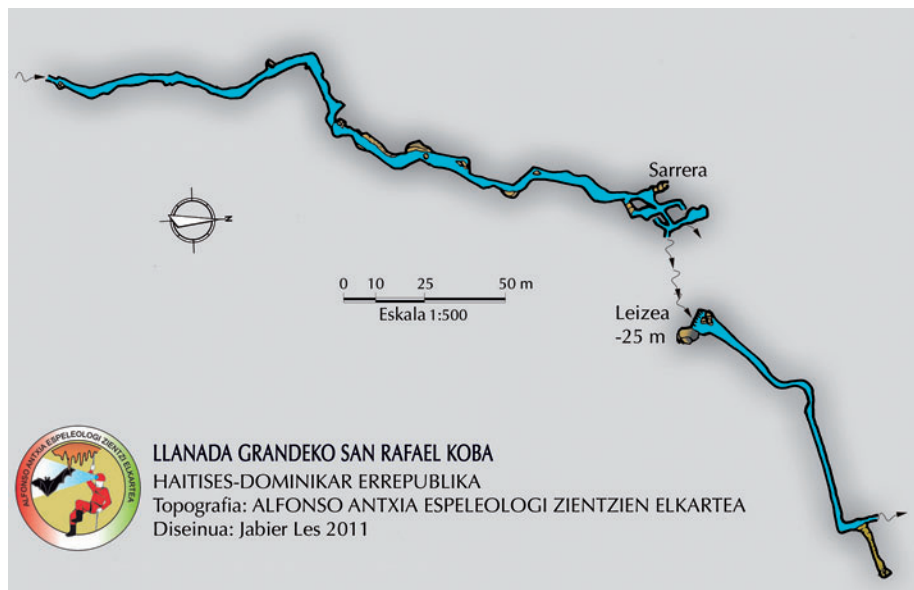 Sarrera
N
0 10 25 50 m
Eskala 1:500
Leizea
-25 m
ALFONSO ANTXIA ESPELEOLOGI ZIENTZI ELKARTEA
LLANADA GRANDEKO SAN RAFAEL KOBA
HAITISES-DOMINIKAR ERREPUBLIKA
Topografia: ALFONSO ANTXIA ESPELEOLOGI ZIENTZIEN ELKARTEA
Diseinua: Jabier Les 2011